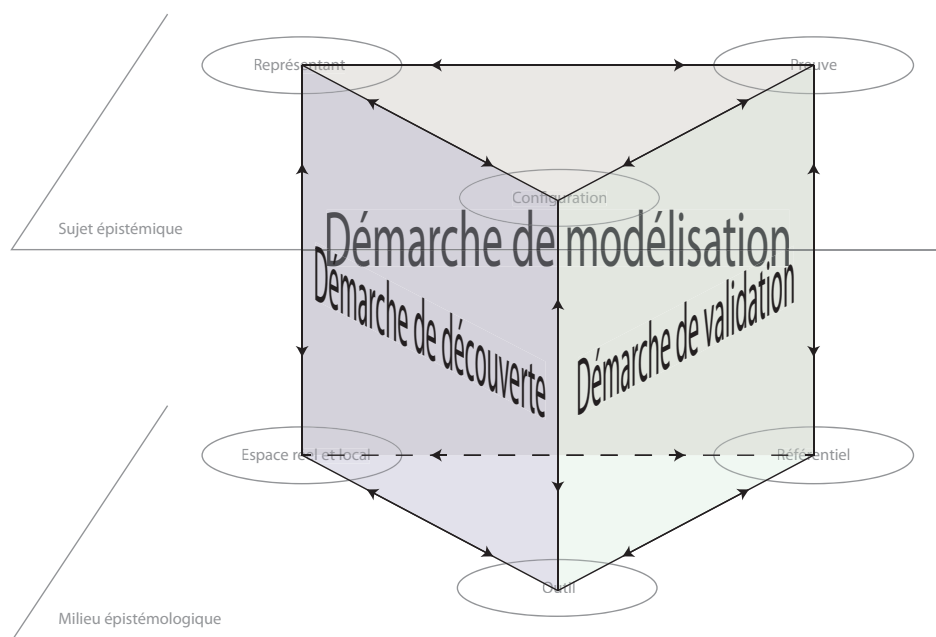 Représentant
Preuve
Configuration
Sujet épistémique
Démarche de modélisation
Démarche de découverte
Démarche de validation
Espace réel et local
Référentiel
Outil
Milieu épistémologique